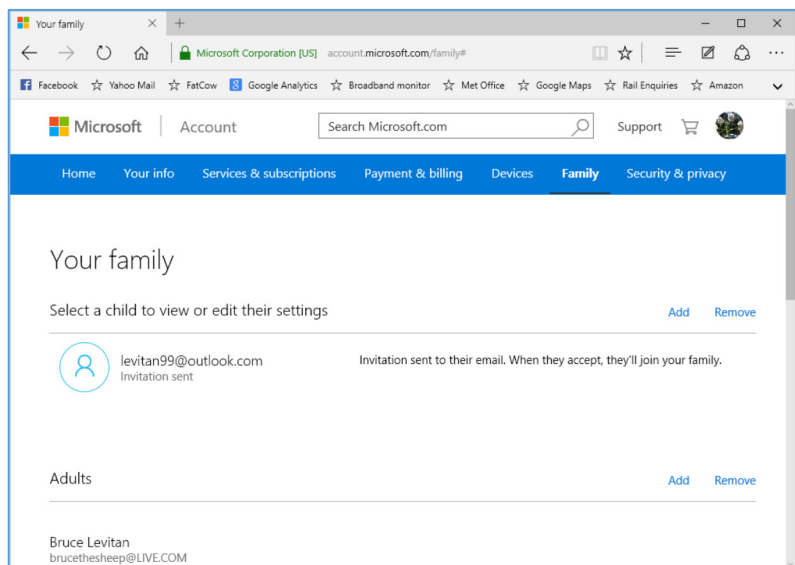 Your family
Microsoft Corporation [US] account.microsoft.com/family#
Facebook Yahoo Mail FatCow Google Analytics Broadband monitor Met Office Google Maps Rail Enquiries Amazon
Microsoft Account Search Microsoft.com Support
Home Your info Services & subscriptions Payment & billing Devices Family Security & privacy
Your family
Select a child to view or edit their settings Add Remove
levitan99@outlook.com Invitation sent to their email. When they accept, they'll join your family.
Invitation sent
Adults Add Remove
Bruce Levitan
brucethesheep@LIVE.COM